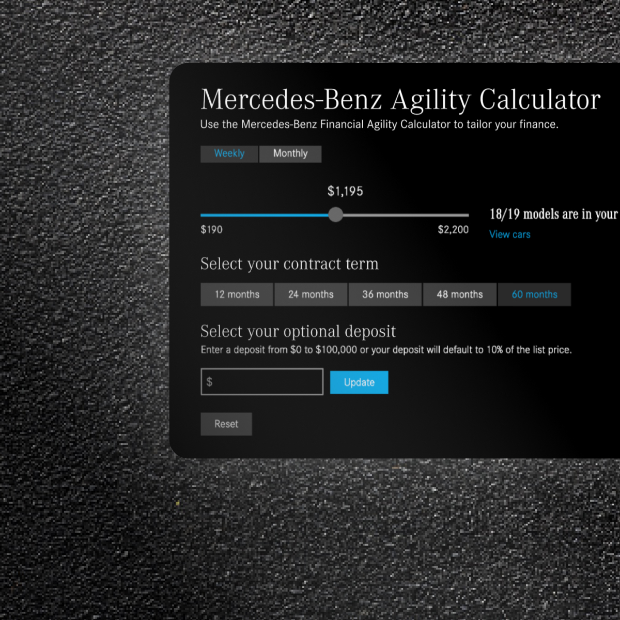 Mercedes-Benz Agility Calculator
Use the Mercedes-Benz Financial Agility Calculator to tailor your finance.
Weekly Monthly
$1,195
$190 $2,200
18/19 models are in your
View cars
Select your contract term
12 months 24 months 36 months 48 months 60 months
Select your optional deposit
Enter a deposit from $0 to $100,000 or your deposit will default to 10% of the list price.
$ Update
Reset